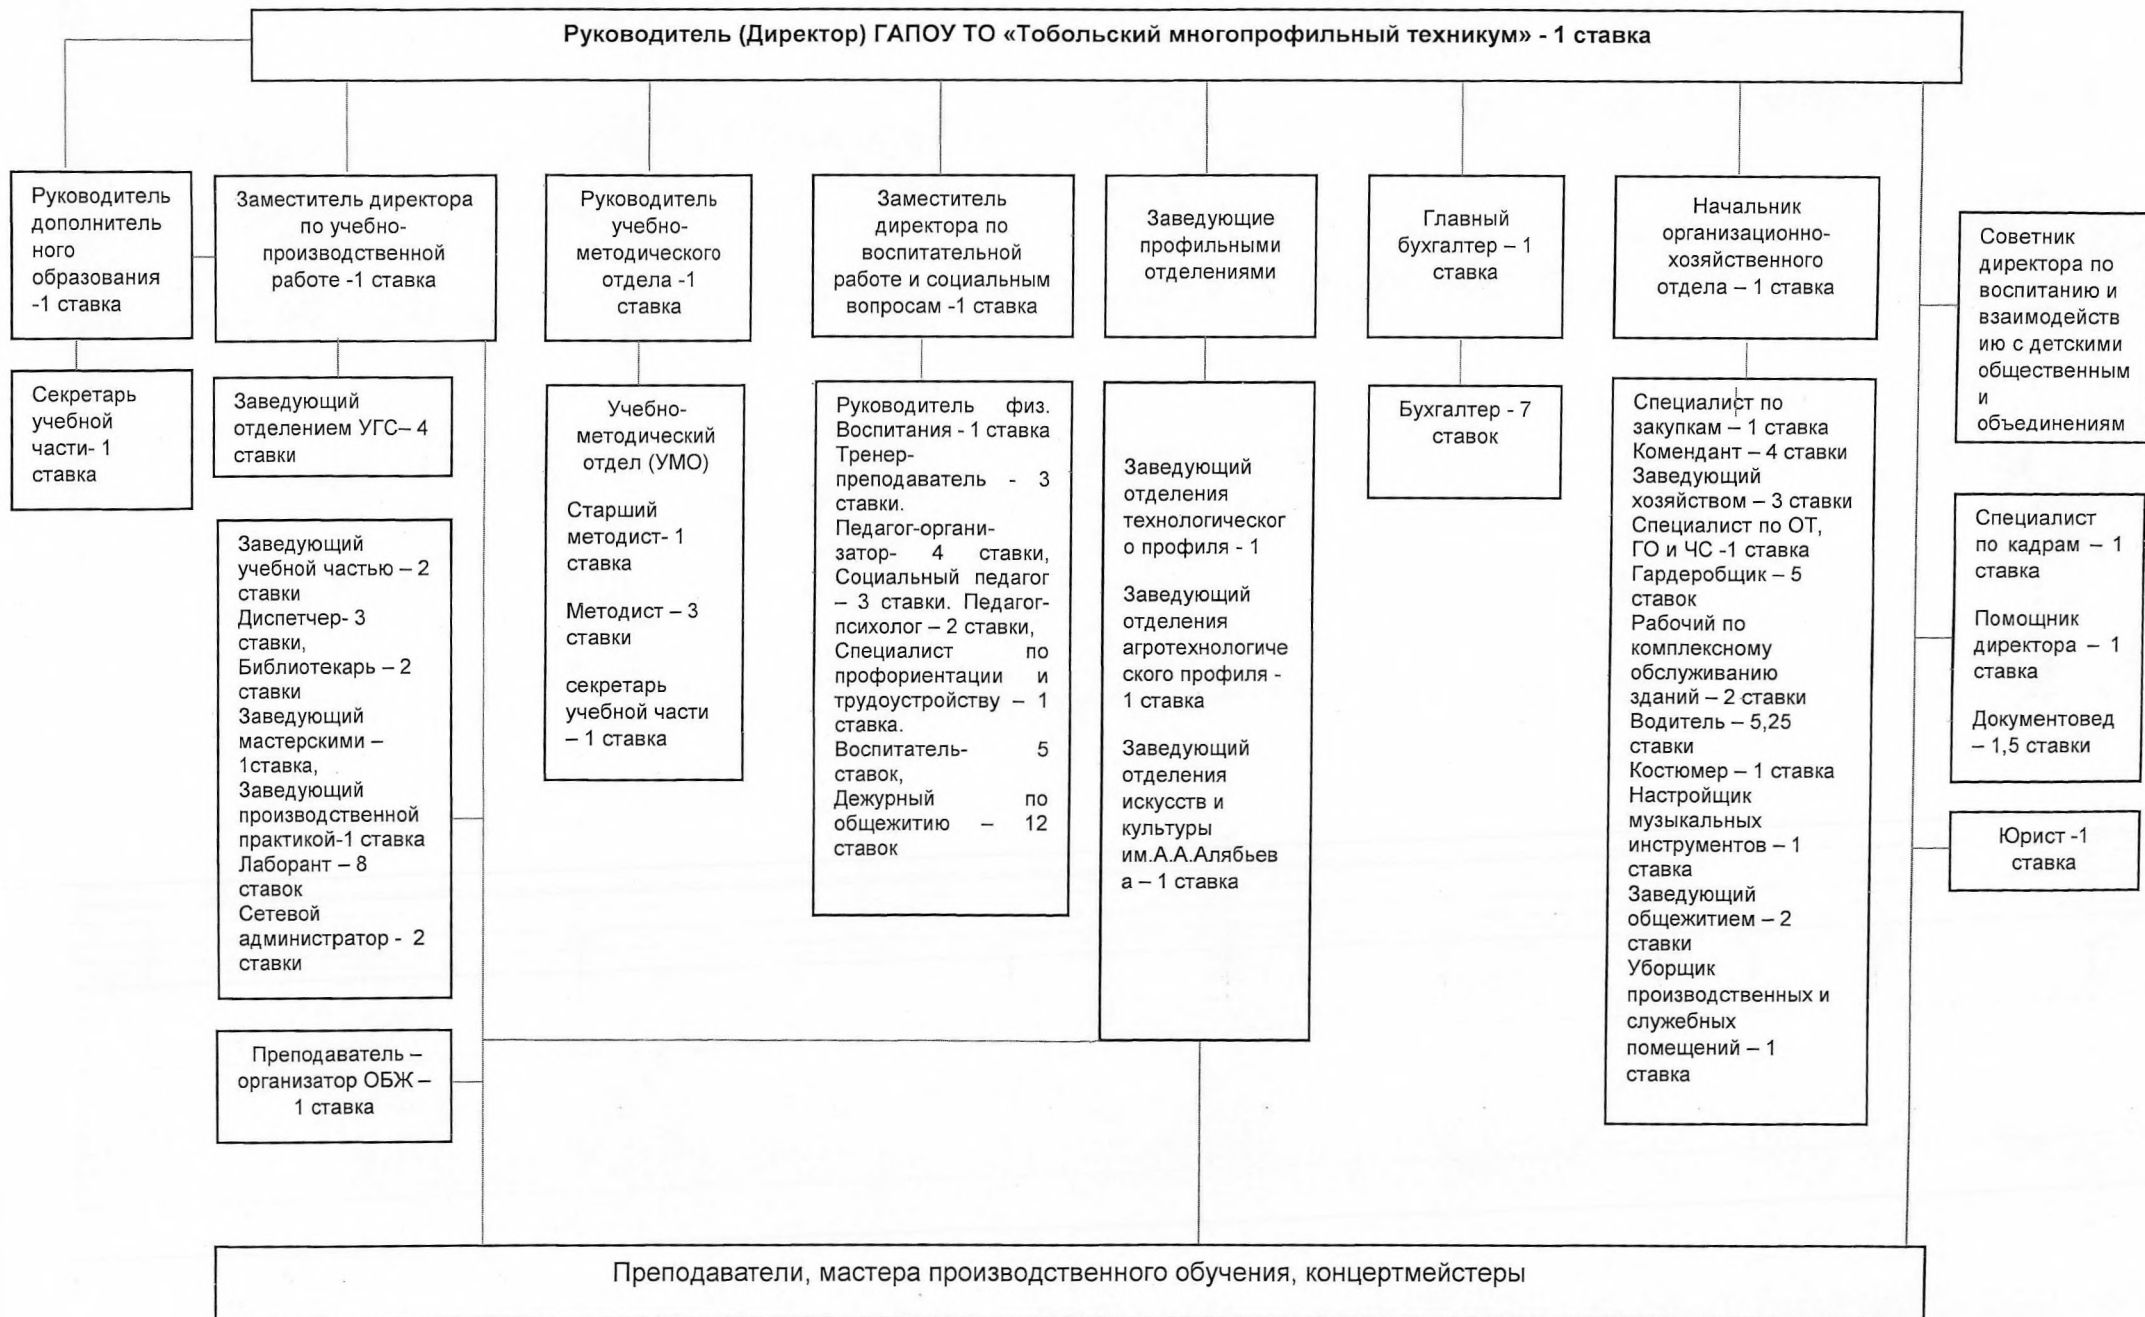 Руководитель (Директор) ГАПОУ ТО «Тобольский многопрофильный техникум» - 1 ставка
Руководитель
дополнитель
ного
образования
-1 ставка
Заместитель директора
по учебно-
производственной
работе -1 ставка
Руководитель
учебно-
методического
отдела -1
ставка
Заместитель
директора по
воспитательной
работе и социальным
вопросам -1 ставка
Заведующие
профильными
отделениями
Главный
бухгалтер – 1
ставка
Начальник
организационно-
хозяйственного
отдела – 1 ставка
Советник
директора по
воспитанию и
взаимодейств
ию с детскими
общественным
и
объединениям
Секретарь
учебной
части- 1
ставка
Заведующий
отделением УГС– 4
ставки
Заведующий
учебной частью – 2
ставки
Диспетчер- 3
ставки,
Библиотекарь – 2
ставки
Заведующий
мастерскими –
1ставка,
Заведующий
производственной
практикой-1 ставка
Лаборант – 8
ставок
Сетевой
администратор - 2
ставки
Преподаватель –
организатор ОБЖ –
1 ставка
Учебно-
методический
отдел (УМО)
Старший
методист- 1
ставка
Методист – 3
ставки
секретарь
учебной части
– 1 ставка
Руководитель физ.
Воспитания - 1 ставка
Тренер-
преподаватель - 3
ставки.
Педагог-органи-
затор- 4 ставки,
Социальный педагог
– 3 ставки. Педагог-
психолог – 2 ставки,
Специалист по
профориентации и
трудоустройству – 1
ставка.
Воспитатель- 5
ставок,
Дежурный по
общежитию – 12
ставок
Заведующий
отделения
технологическог
о профиля - 1
Заведующий
отделения
агротехнологиче
ского профиля -
1 ставка
Заведующий
отделения
искусств и
культуры
им.А.А.Алябьев
а – 1 ставка
Бухгалтер - 7
ставок
Специалист по
закупкам – 1 ставка
Комендант – 4 ставки
Заведующий
хозяйством – 3 ставки
Специалист по ОТ,
ГО и ЧС -1 ставка
Гардеробщик – 5
ставок
Рабочий по
комплексному
обслуживанию
зданий – 2 ставки
Водитель – 5,25
ставки
Костюмер – 1 ставка
Настройщик
музыкальных
инструментов – 1
ставка
Заведующий
общежитием – 2
ставки
Уборщик
производственных и
служебных
помещений – 1
ставка
Специалист
по кадрам – 1
ставка
Помощник
директора – 1
ставка
Документовед
– 1,5 ставки
Юрист -1
ставка
Преподаватели, мастера производственного обучения, концертмейстеры